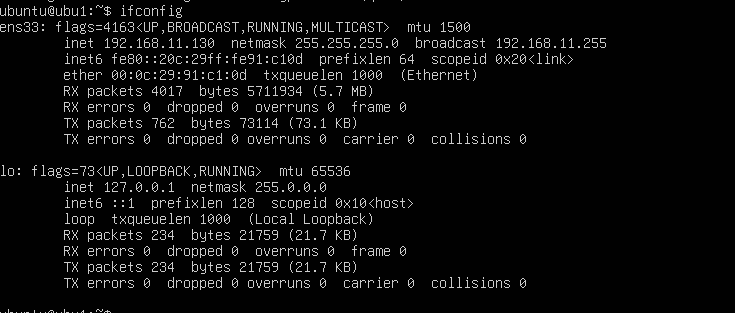 ubuntu@ubu1:~$ ifconfig
ens33: flags=4163<UP,BROADCAST,RUNNING,MULTICAST>  mtu 1500
        inet 192.168.11.130  netmask 255.255.255.0  broadcast 192.168.11.255
        inet6 fe80::20c:29ff:fe91:c10d  prefixlen 64  scopeid 0x20<link>
        ether 00:0c:29:91:c1:0d  txqueuelen 1000  (Ethernet)
        RX packets 4017  bytes 5711934 (5.7 MB)
        RX errors 0  dropped 0  overruns 0  frame 0
        TX packets 762  bytes 73114 (73.1 KB)
        TX errors 0  dropped 0 overruns 0  carrier 0  collisions 0
lo: flags=73<UP,LOOPBACK,RUNNING>  mtu 65536
        inet 127.0.0.1  netmask 255.0.0.0
        inet6 ::1  prefixlen 128  scopeid 0x10<host>
        loop  txqueuelen 1000  (Local Loopback)
        RX packets 234  bytes 21759 (21.7 KB)
        RX errors 0  dropped 0  overruns 0  frame 0
        TX packets 234  bytes 21759 (21.7 KB)
        TX errors 0  dropped 0 overruns 0  carrier 0  collisions 0
ubuntu@ubu1:~$